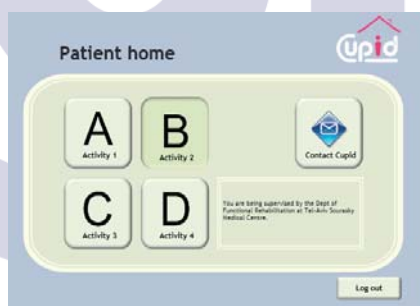 Cupid
Patient home
A
Activity 1
B
Activity 2
Contact Cupid
C
Activity 3
D
Activity 4
You are being supervised by the Dept of
Functional Rehabilitation at Tel-Aviv Sourasky
Medical Centre.
Log out